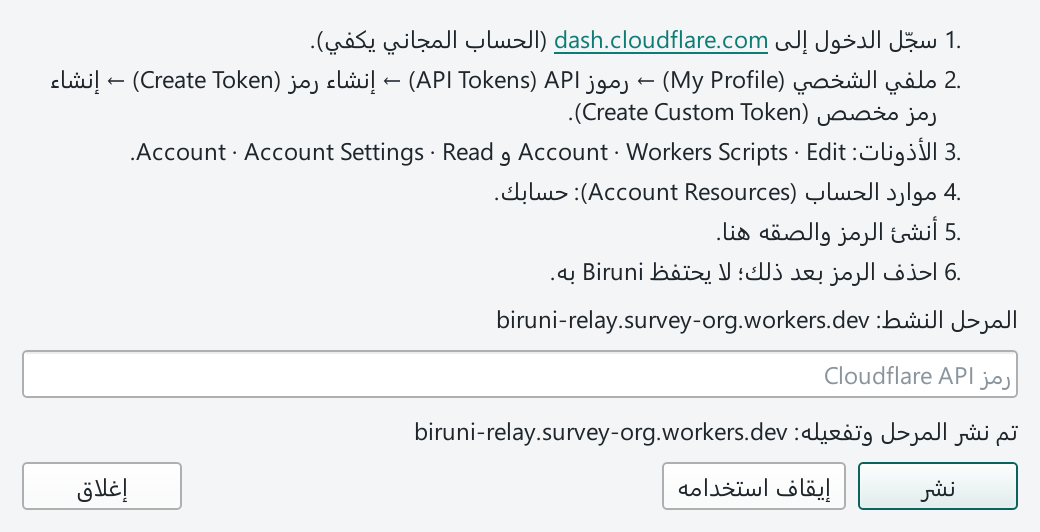 1. سجّل الدخول إلى dash.cloudflare.com (الحساب المجاني يكفي).
2. ملفي الشخصي (My Profile) ← رموز API (API Tokens) ← إنشاء رمز (Create Token) ← إنشاء
رمز مخصص (Create Custom Token).
3. الأذونات: Account · Workers Scripts · Edit و Account · Account Settings · Read.
4. موارد الحساب (Account Resources): حسابك.
5. أنشئ الرمز والصقه هنا.
6. احذف الرمز بعد ذلك؛ لا يحتفظ Biruni به.
المرحل النشط: biruni-relay.survey-org.workers.dev
رمز Cloudflare API
تم نشر المرحل وتفعيله: biruni-relay.survey-org.workers.dev
نشر
إيقاف استخدامه
إغلاق